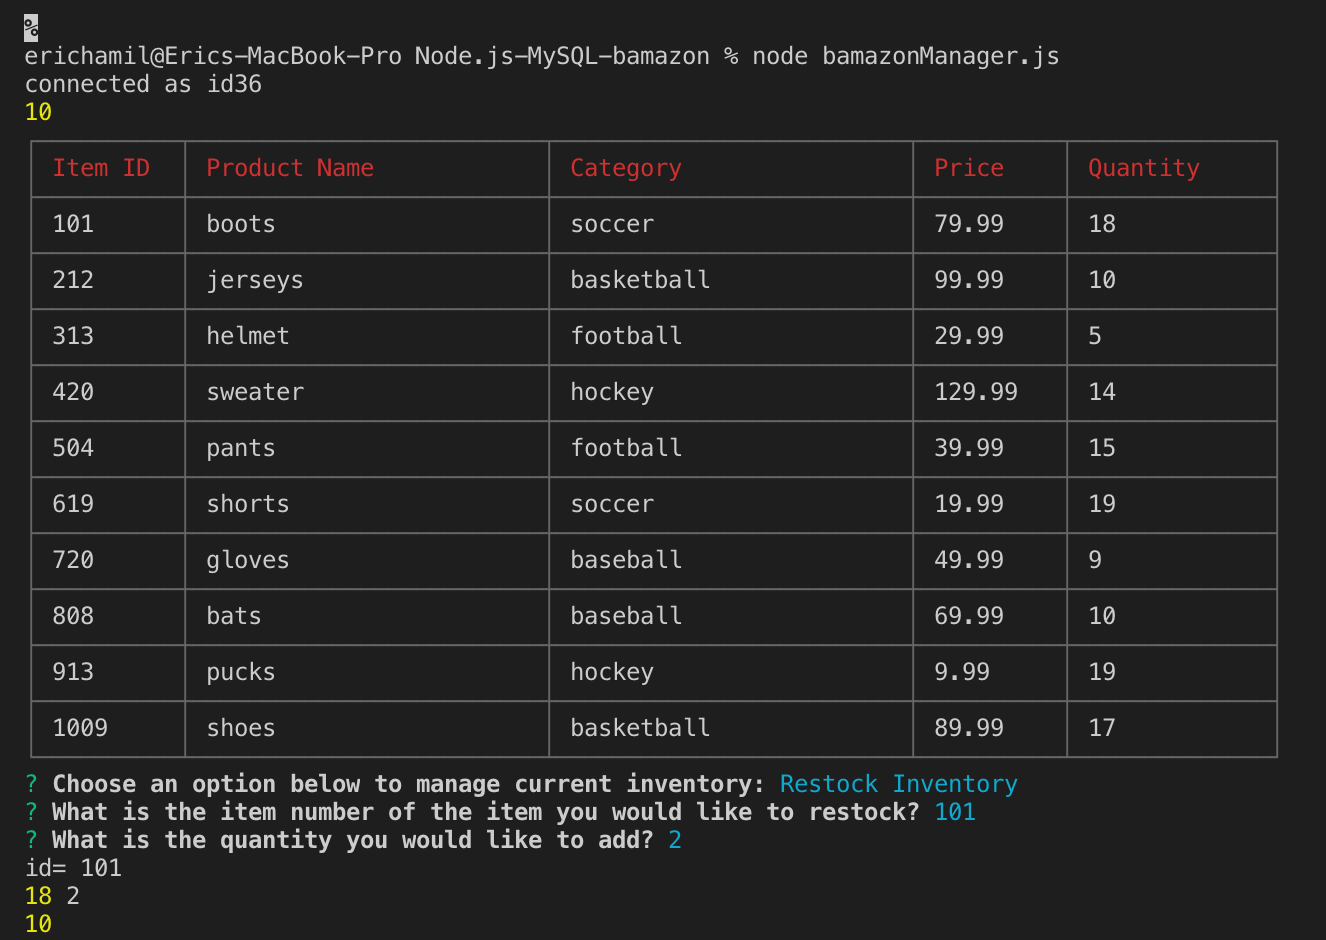 %
erichamil@Erics-MacBook-Pro Node.js-MySQL-bamazon % node bamazonManager.js
connected as id36
10
Item ID Product Name Category Price Quantity
101 boots soccer 79.99 18
212 jerseys basketball 99.99 10
313 helmet football 29.99 5
420 sweater hockey 129.99 14
504 pants football 39.99 15
619 shorts soccer 19.99 19
720 gloves baseball 49.99 9
808 bats baseball 69.99 10
913 pucks hockey 9.99 19
1009 shoes basketball 89.99 17
? Choose an option below to manage current inventory: Restock Inventory
? What is the item number of the item you would like to restock? 101
? What is the quantity you would like to add? 2
id= 101
18 2
10